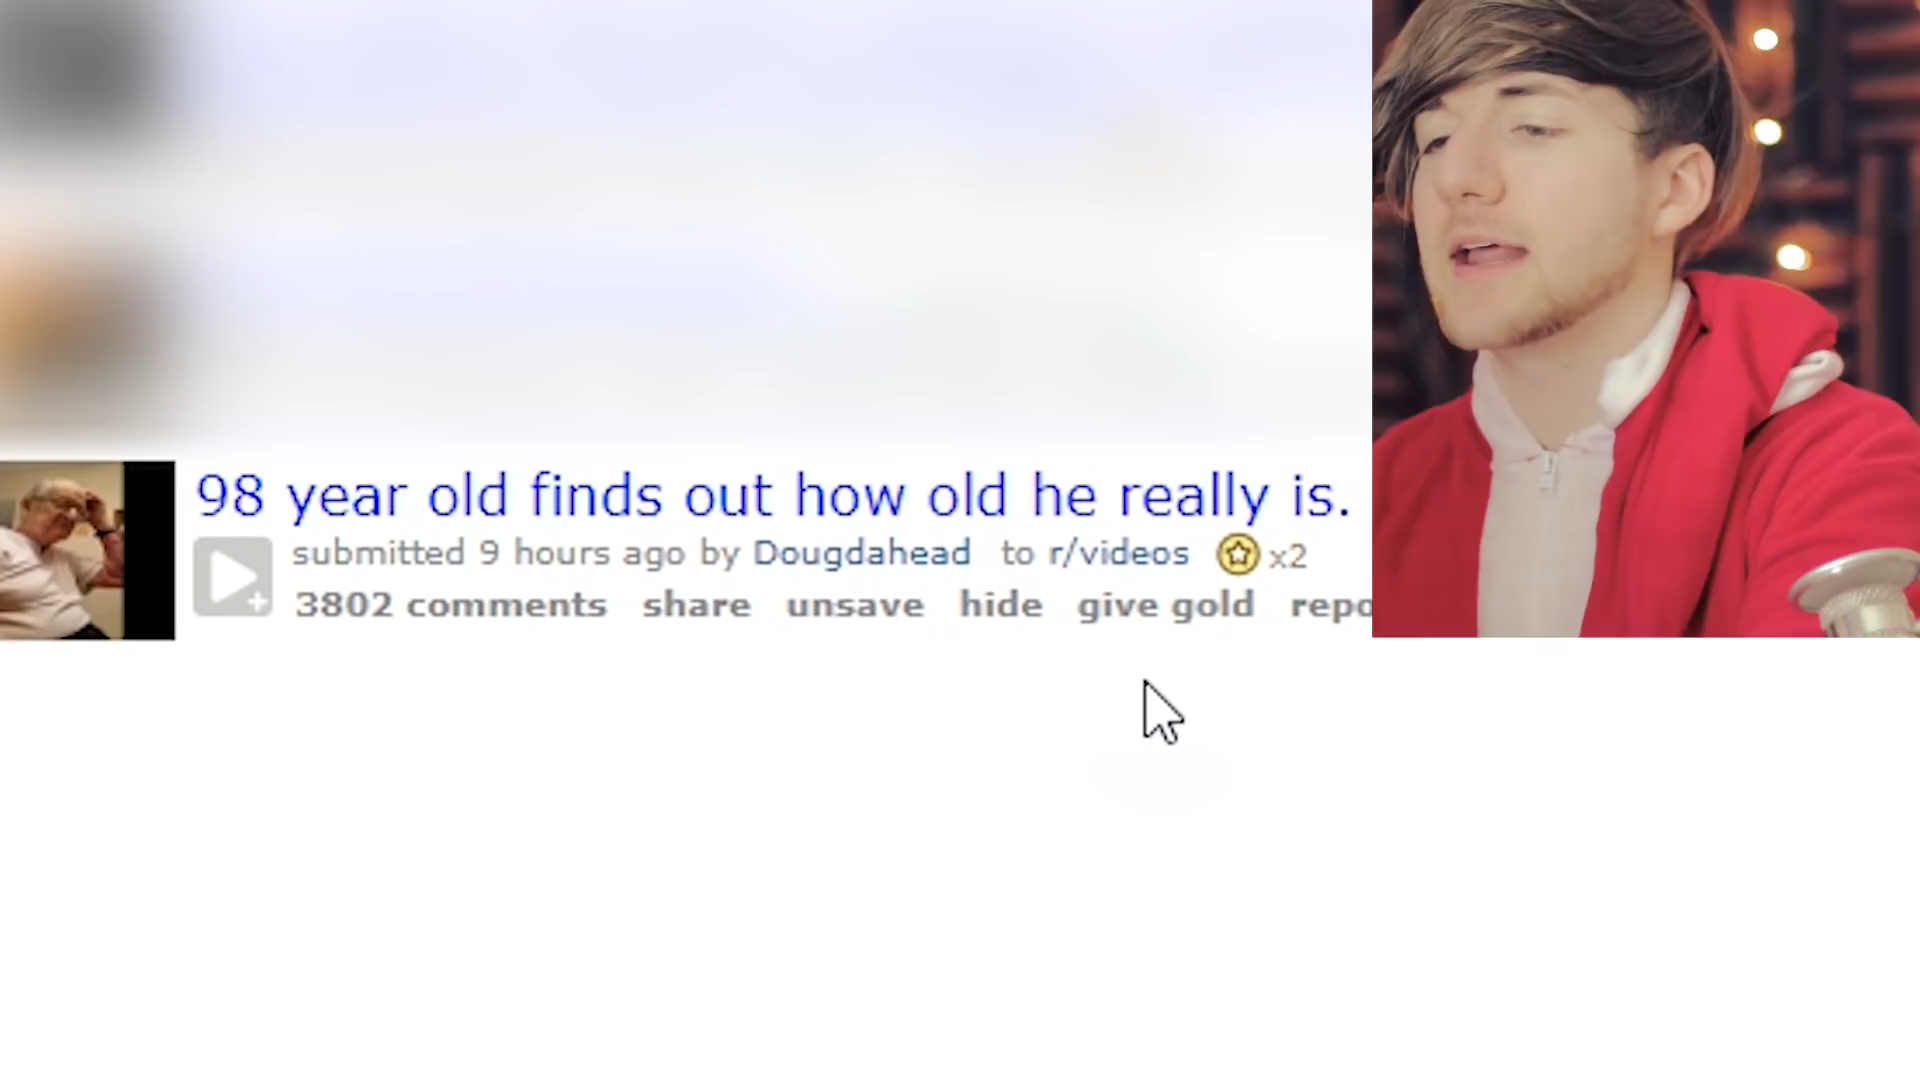 98 year old finds out how old he really is.
submitted 9 hours ago by Dougdahead to r/videos x2
3802 comments share unsave hide give gold repo